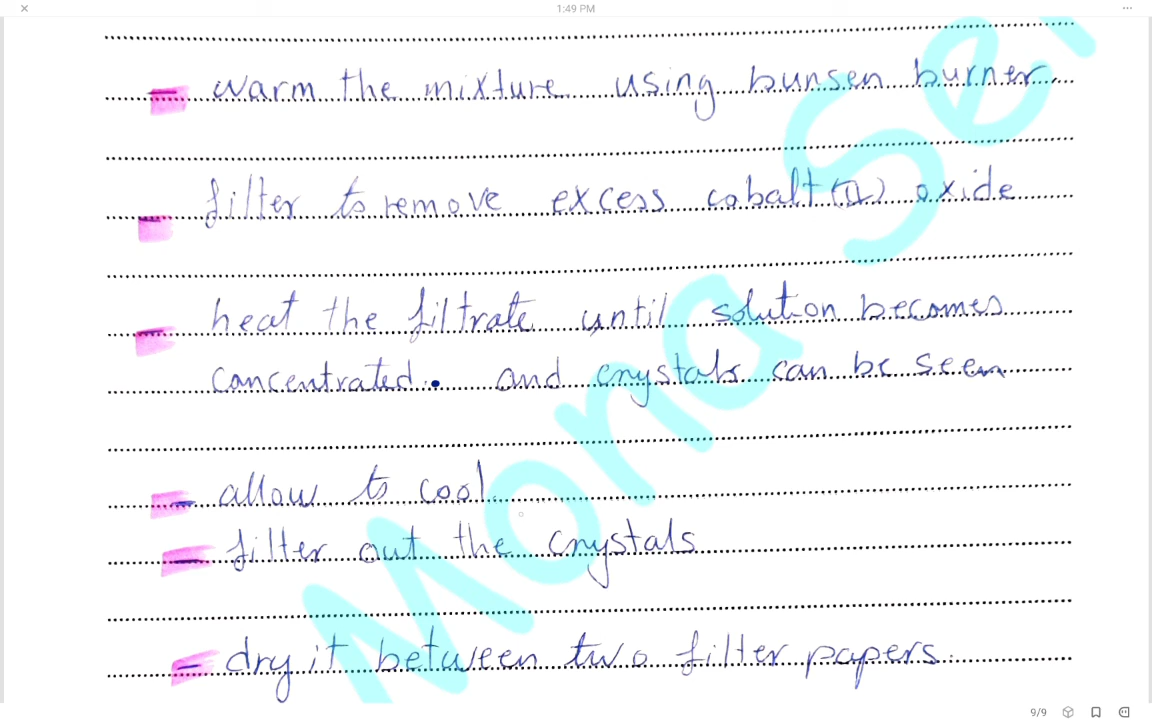 1:49 PM
- warm the mixture using bunsen burner
- filter to remove excess cobalt (II) oxide
- heat the filtrate until solution becomes
concentrated. and crystals can be seen
- allow to cool
- filter out the crystals
- dry it between two filter papers.
Mona Se
9/9